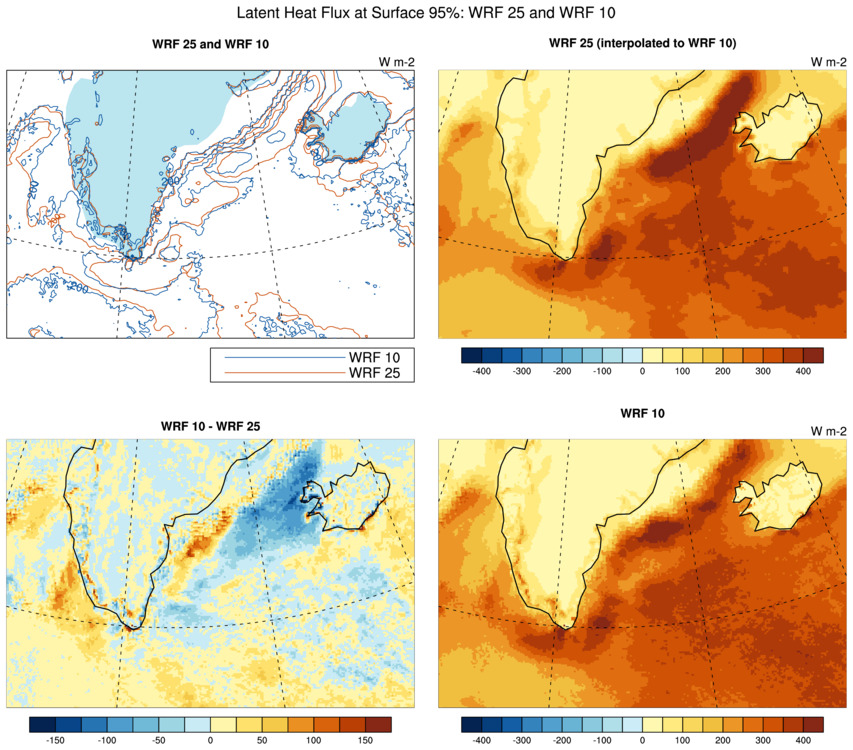 Latent Heat Flux at Surface 95%: WRF 25 and WRF 10
WRF 25 and WRF 10
W m-2
WRF 10
WRF 25
WRF 25 (interpolated to WRF 10)
W m-2
-400 -300 -200 -100 0 100 200 300 400
WRF 10 - WRF 25
-150 -100 -50 0 50 100 150
WRF 10
W m-2
-400 -300 -200 -100 0 100 200 300 400